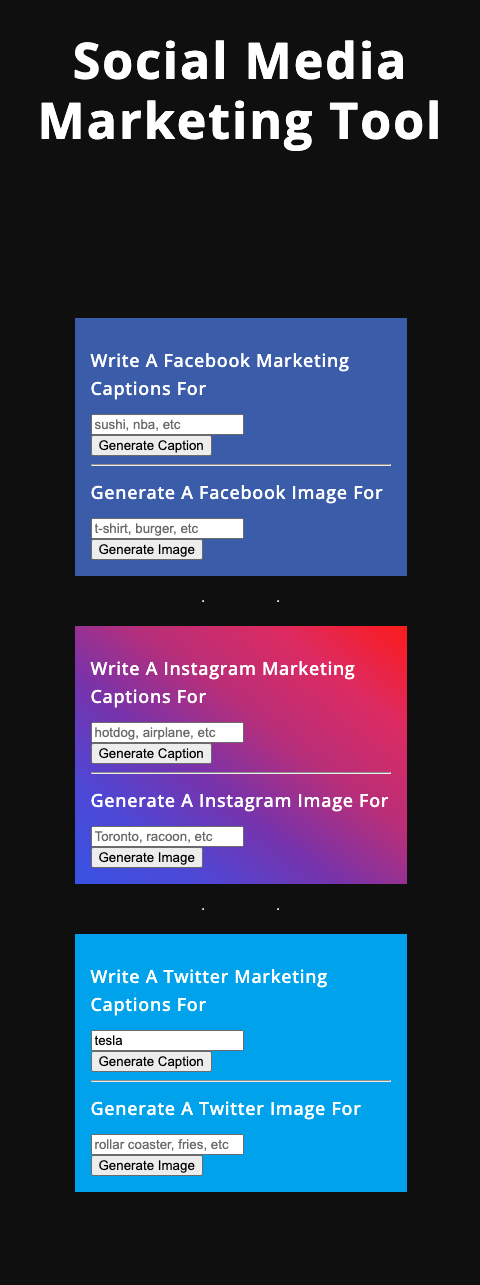 Social Media
Marketing Tool
Write A Facebook Marketing
Captions For
sushi, nba, etc
Generate Caption
Generate A Facebook Image For
t-shirt, burger, etc
Generate Image
. .
Write A Instagram Marketing
Captions For
hotdog, airplane, etc
Generate Caption
Generate A Instagram Image For
Toronto, racoon, etc
Generate Image
. .
Write A Twitter Marketing
Captions For
tesla
Generate Caption
Generate A Twitter Image For
rollar coaster, fries, etc
Generate Image